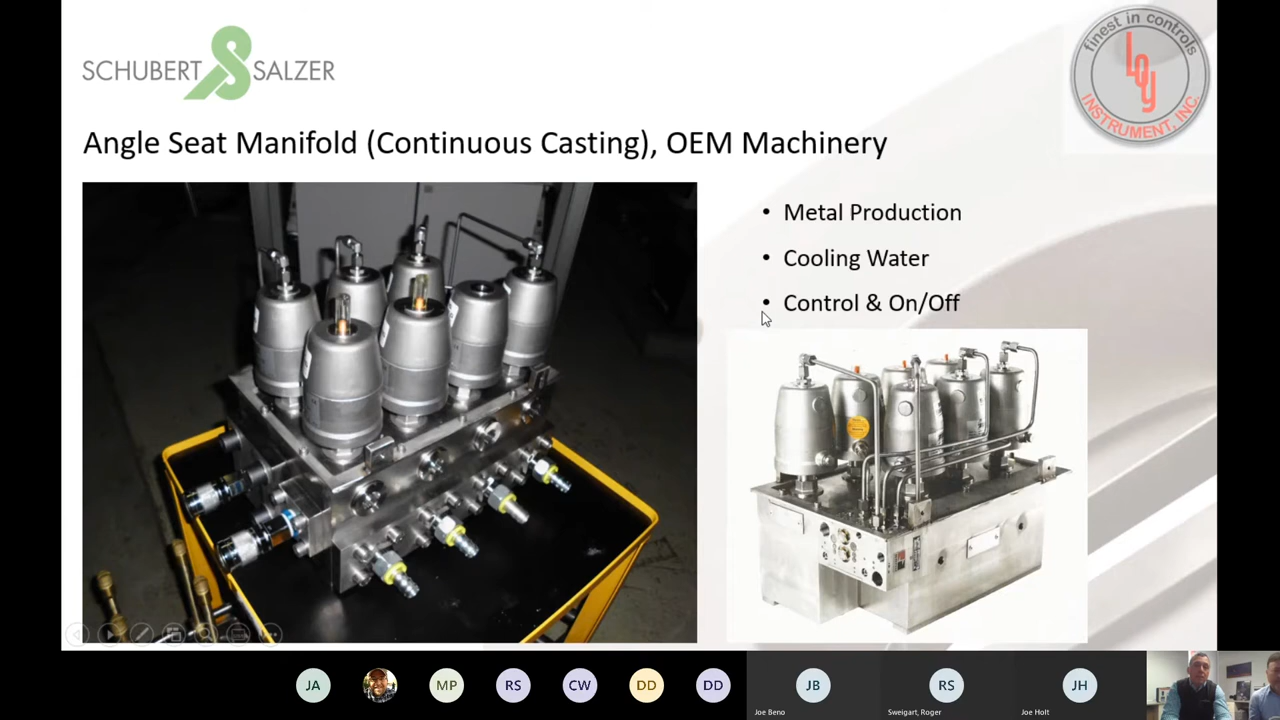 SCHUBERT SALZER
finest in controls
Loy
INSTRUMENT, INC.
Angle Seat Manifold (Continuous Casting), OEM Machinery
• Metal Production
• Cooling Water
• Control & On/Off
JA
MP
RS
CW
DD
DD
JB
RS
JH
Joe Beno
Sweigart, Roger
Joe Holt